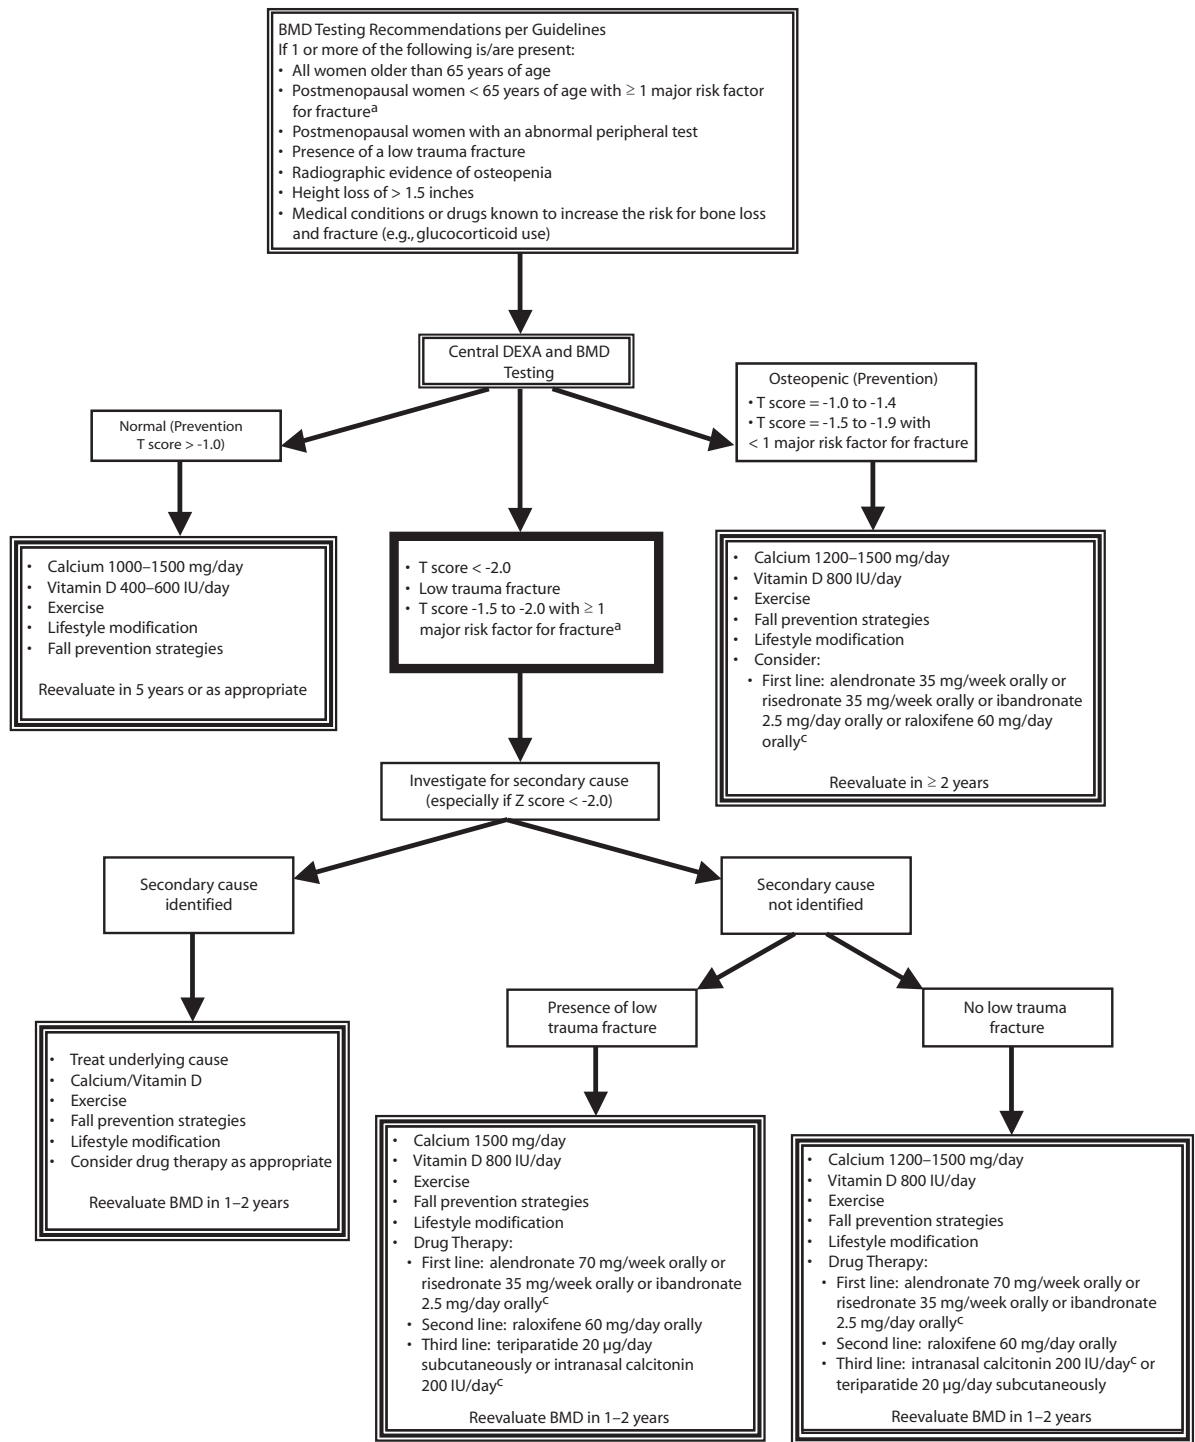 BMD Testing Recommendations per Guidelines
If 1 or more of the following is/are present:
• All women older than 65 years of age
• Postmenopausal women < 65 years of age with ≥ 1 major risk factor
for fractureᵃ
• Postmenopausal women with an abnormal peripheral test
• Presence of a low trauma fracture
• Radiographic evidence of osteopenia
• Height loss of > 1.5 inches
• Medical conditions or drugs known to increase the risk for bone loss
and fracture (e.g., glucocorticoid use)
Central DEXA and BMD
Testing
Normal (Prevention
T score > -1.0)
Osteopenic (Prevention)
• T score = -1.0 to -1.4
• T score = -1.5 to -1.9 with
< 1 major risk factor for fracture
• Calcium 1000–1500 mg/day
• Vitamin D 400–600 IU/day
• Exercise
• Lifestyle modification
• Fall prevention strategies
Reevaluate in 5 years or as appropriate
• T score < -2.0
• Low trauma fracture
• T score -1.5 to -2.0 with ≥ 1
major risk factor for fractureᵃ
• Calcium 1200–1500 mg/day
• Vitamin D 800 IU/day
• Exercise
• Fall prevention strategies
• Lifestyle modification
• Consider:
• First line: alendronate 35 mg/week orally or
risedronate 35 mg/week orally or ibandronate
2.5 mg/day orally or raloxifene 60 mg/day
orallyᶜ
Reevaluate in ≥ 2 years
Investigate for secondary cause
(especially if Z score < -2.0)
Secondary cause
identified
Secondary cause
not identified
Presence of low
trauma fracture
No low trauma
fracture
• Treat underlying cause
• Calcium/Vitamin D
• Exercise
• Fall prevention strategies
• Lifestyle modification
• Consider drug therapy as appropriate
Reevaluate BMD in 1–2 years
• Calcium 1500 mg/day
• Vitamin D 800 IU/day
• Exercise
• Fall prevention strategies
• Lifestyle modification
• Drug Therapy:
• First line: alendronate 70 mg/week orally or
risedronate 35 mg/week orally or ibandronate
2.5 mg/day orallyᶜ
• Second line: raloxifene 60 mg/day orally
• Third line: teriparatide 20 µg/day
subcutaneously or intranasal calcitonin
200 IU/dayᶜ
Reevaluate BMD in 1–2 years
• Calcium 1200–1500 mg/day
• Vitamin D 800 IU/day
• Exercise
• Fall prevention strategies
• Lifestyle modification
• Drug Therapy:
• First line: alendronate 70 mg/week orally or
risedronate 35 mg/week orally or ibandronate
2.5 mg/day orallyᶜ
• Second line: raloxifene 60 mg/day orally
• Third line: intranasal calcitonin 200 IU/dayᶜ or
teriparatide 20 µg/day subcutaneously
Reevaluate BMD in 1–2 years